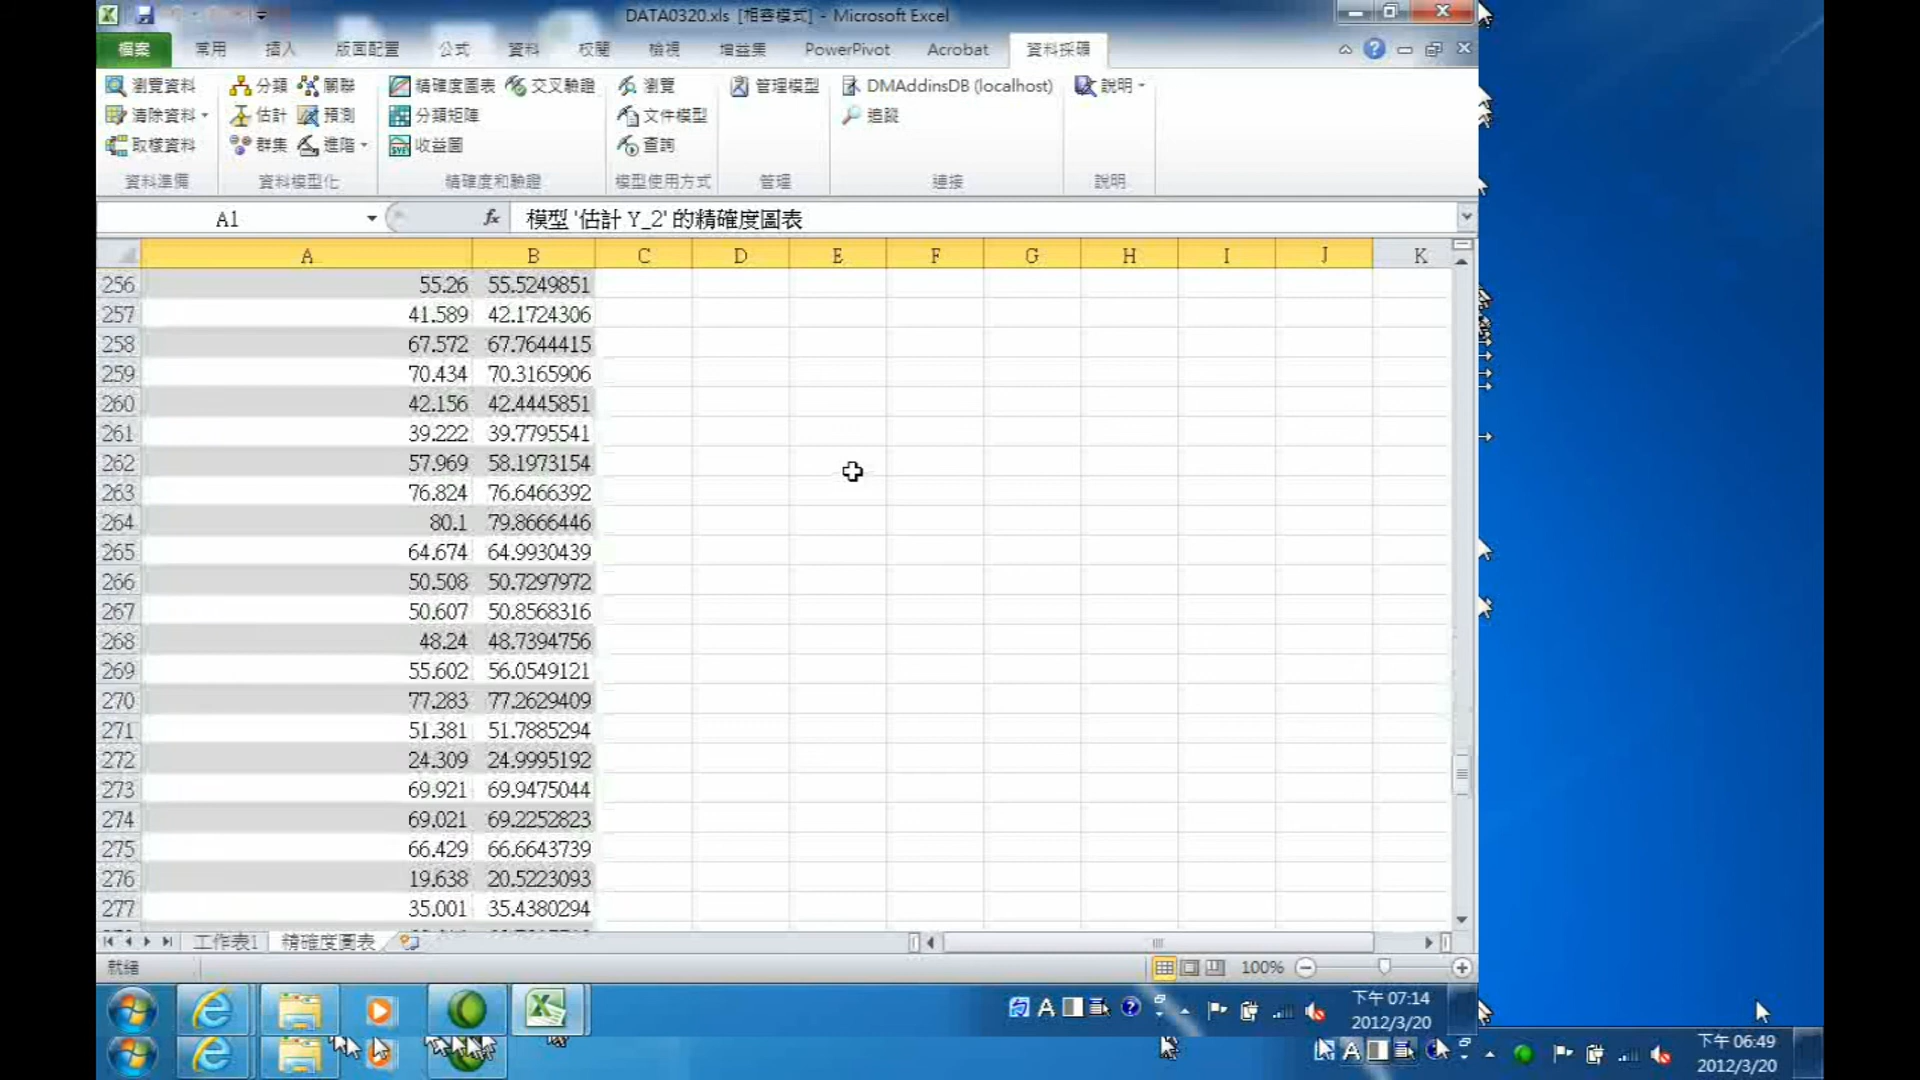 DATA0320.xls [相容模式] - Microsoft Excel
檔案 常用 插入 版面配置 公式 資料 校閱 檢視 增益集 PowerPivot Acrobat 資料採礦
瀏覽資料 分類 關聯 精確度圖表 交叉驗證 瀏覽 管理模型 DMAddinsDB (localhost) 說明
清除資料 估計 預測 分類矩陣 文件模型 追蹤
取樣資料 群集 進階 收益圖 查詢
資料準備 資料模型化 精確度和驗證 模型使用方式 管理 連接 說明
A1 fx 模型 '估計 Y_2' 的精確度圖表
A B C D E F G H I J K
256 55.26 55.5249851
257 41.589 42.1724306
258 67.572 67.7644415
259 70.434 70.3165906
260 42.156 42.4445851
261 39.222 39.7795541
262 57.969 58.1973154
263 76.824 76.6466392
264 80.1 79.8666446
265 64.674 64.9930439
266 50.508 50.7297972
267 50.607 50.8568316
268 48.24 48.7394756
269 55.602 56.0549121
270 77.283 77.2629409
271 51.381 51.7885294
272 24.309 24.9995192
273 69.921 69.9475044
274 69.021 69.2252823
275 66.429 66.6643739
276 19.638 20.5223093
277 35.001 35.4380294
工作表1 精確度圖表
就緒 100%
下午 07:14
2012/3/20
下午 06:49
2012/3/20